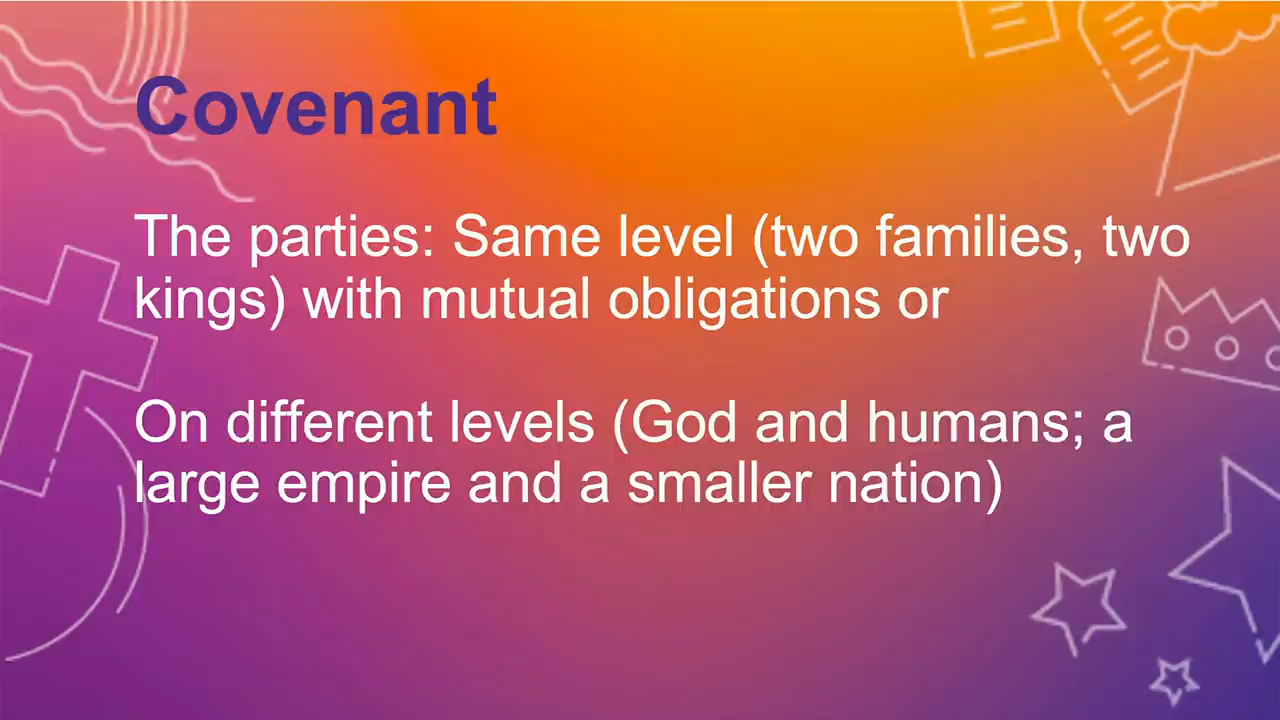 Covenant
The parties: Same level (two families, two
kings) with mutual obligations or
On different levels (God and humans; a
large empire and a smaller nation)